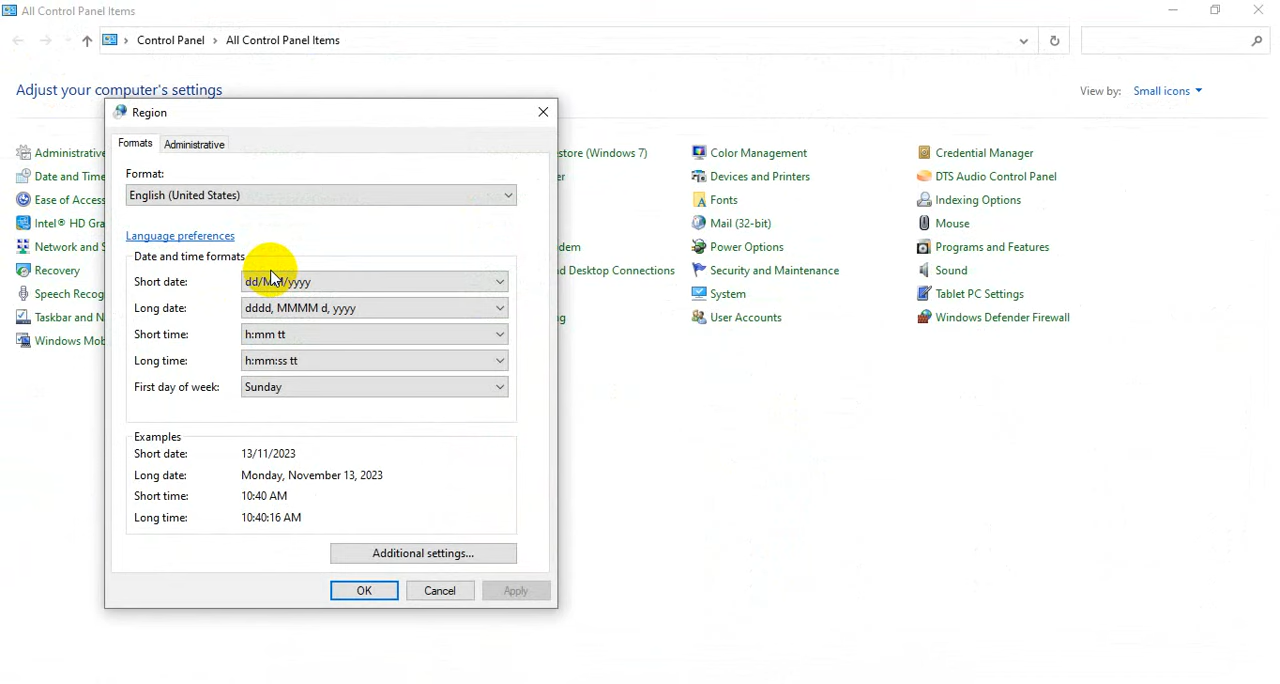 All Control Panel Items
Control Panel > All Control Panel Items
Adjust your computer's settings
View by: Small icons
Region
Formats Administrative
Format:
English (United States)
Language preferences
Date and time formats
Short date: dd/MM/yyyy
Long date: dddd, MMMM d, yyyy
Short time: h:mm tt
Long time: h:mm:ss tt
First day of week: Sunday
Examples
Short date: 13/11/2023
Long date: Monday, November 13, 2023
Short time: 10:40 AM
Long time: 10:40:16 AM
Additional settings...
OK Cancel Apply
Administrative
Date and Time
Ease of Access
Intel® HD Gra
Network and S
Recovery
Speech Recog
Taskbar and N
Windows Mob
store (Windows 7)
er
dem
d Desktop Connections
ng
Color Management
Devices and Printers
Fonts
Mail (32-bit)
Power Options
Security and Maintenance
System
User Accounts
Credential Manager
DTS Audio Control Panel
Indexing Options
Mouse
Programs and Features
Sound
Tablet PC Settings
Windows Defender Firewall